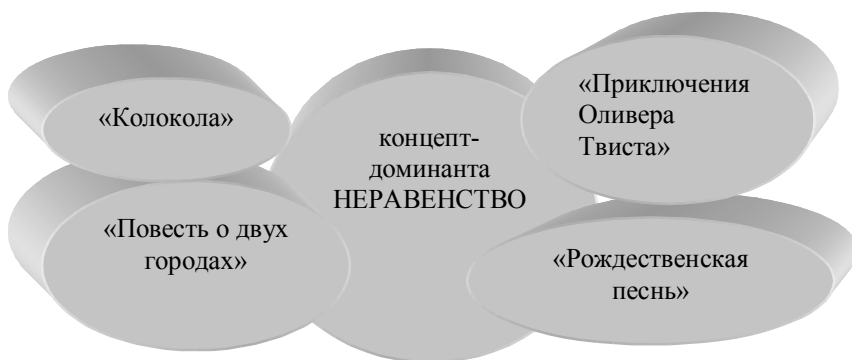 «Колокола»
«Повесть о двух
городах»
концепт-
доминанта
НЕРАВЕНСТВО
«Приключения
Оливера
Твиста»
«Рождественская
песнь»